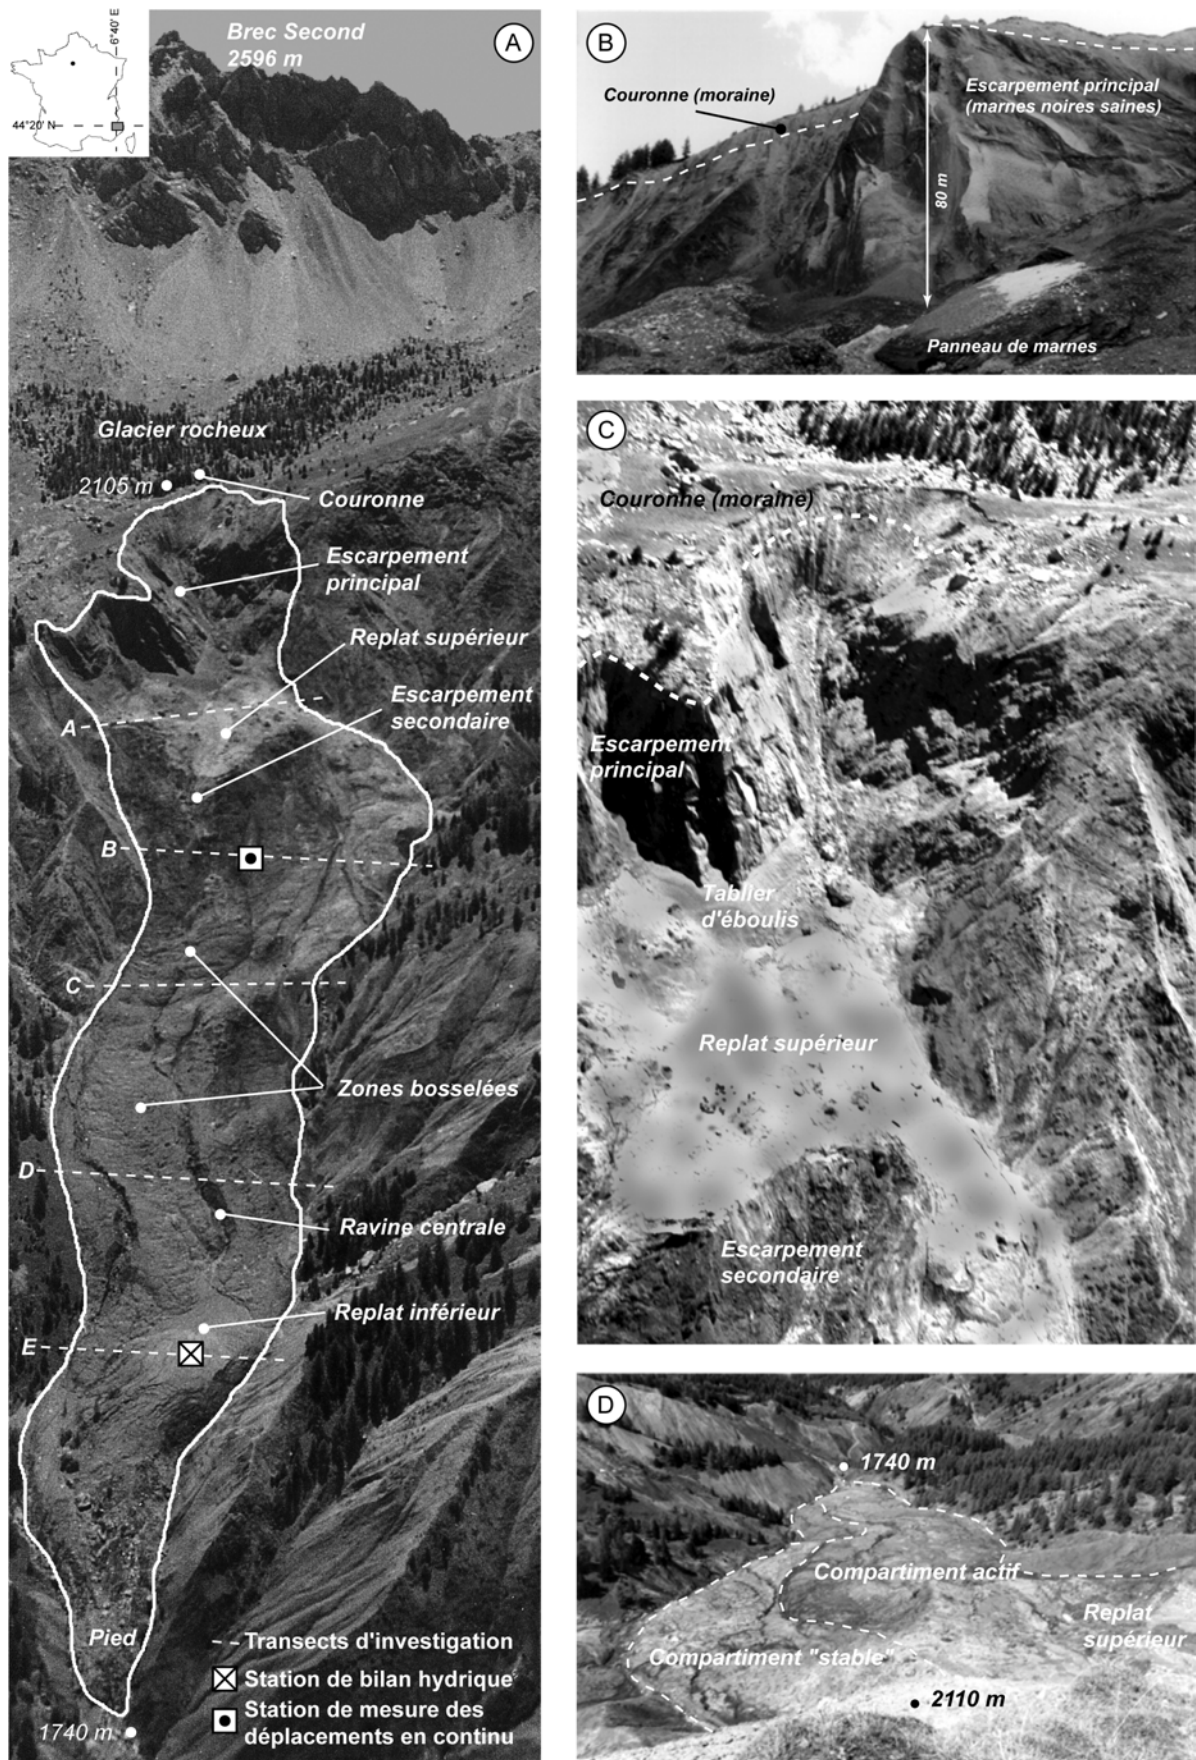 6°40' E
44°20' N
Brec Second
2596 m
A
Glacier rocheux
2105 m
Couronne
Escarpement
principal
Replat supérieur
Escarpement
secondaire
A
B
C
Zones bosselées
D
Ravine centrale
Replat inférieur
E
Pied
1740 m
Transects d'investigation
Station de bilan hydrique
Station de mesure des
déplacements en continu
B
Couronne (moraine)
Escarpement principal
(marnes noires saines)
80 m
Panneau de marnes
C
Couronne (moraine)
Escarpement
principal
Tablier
d'éboulis
Replat supérieur
Escarpement
secondaire
D
1740 m
Compartiment actif
Replat
supérieur
Compartiment "stable"
2110 m